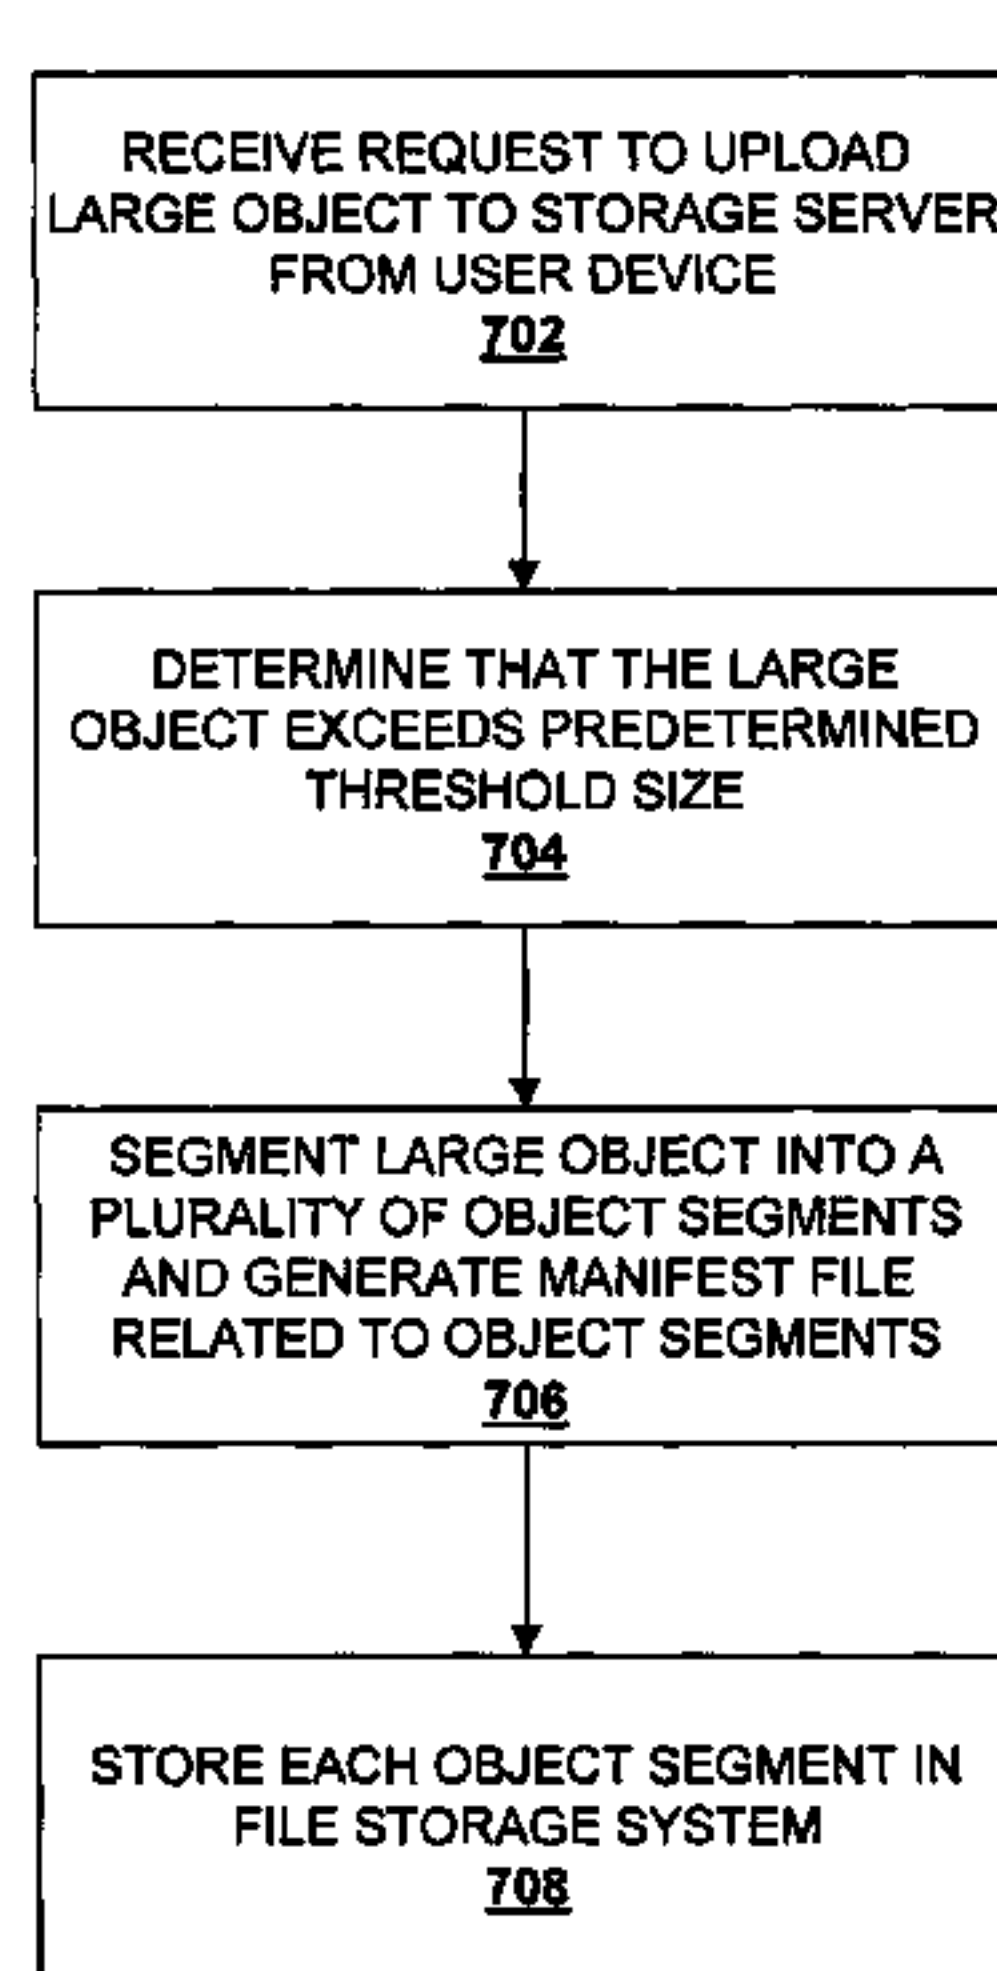 RECEIVE REQUEST TO UPLOAD
LARGE OBJECT TO STORAGE SERVER
FROM USER DEVICE
702
DETERMINE THAT THE LARGE
OBJECT EXCEEDS PREDETERMINED
THRESHOLD SIZE
704
SEGMENT LARGE OBJECT INTO A
PLURALITY OF OBJECT SEGMENTS
AND GENERATE MANIFEST FILE
RELATED TO OBJECT SEGMENTS
706
STORE EACH OBJECT SEGMENT IN
FILE STORAGE SYSTEM
708